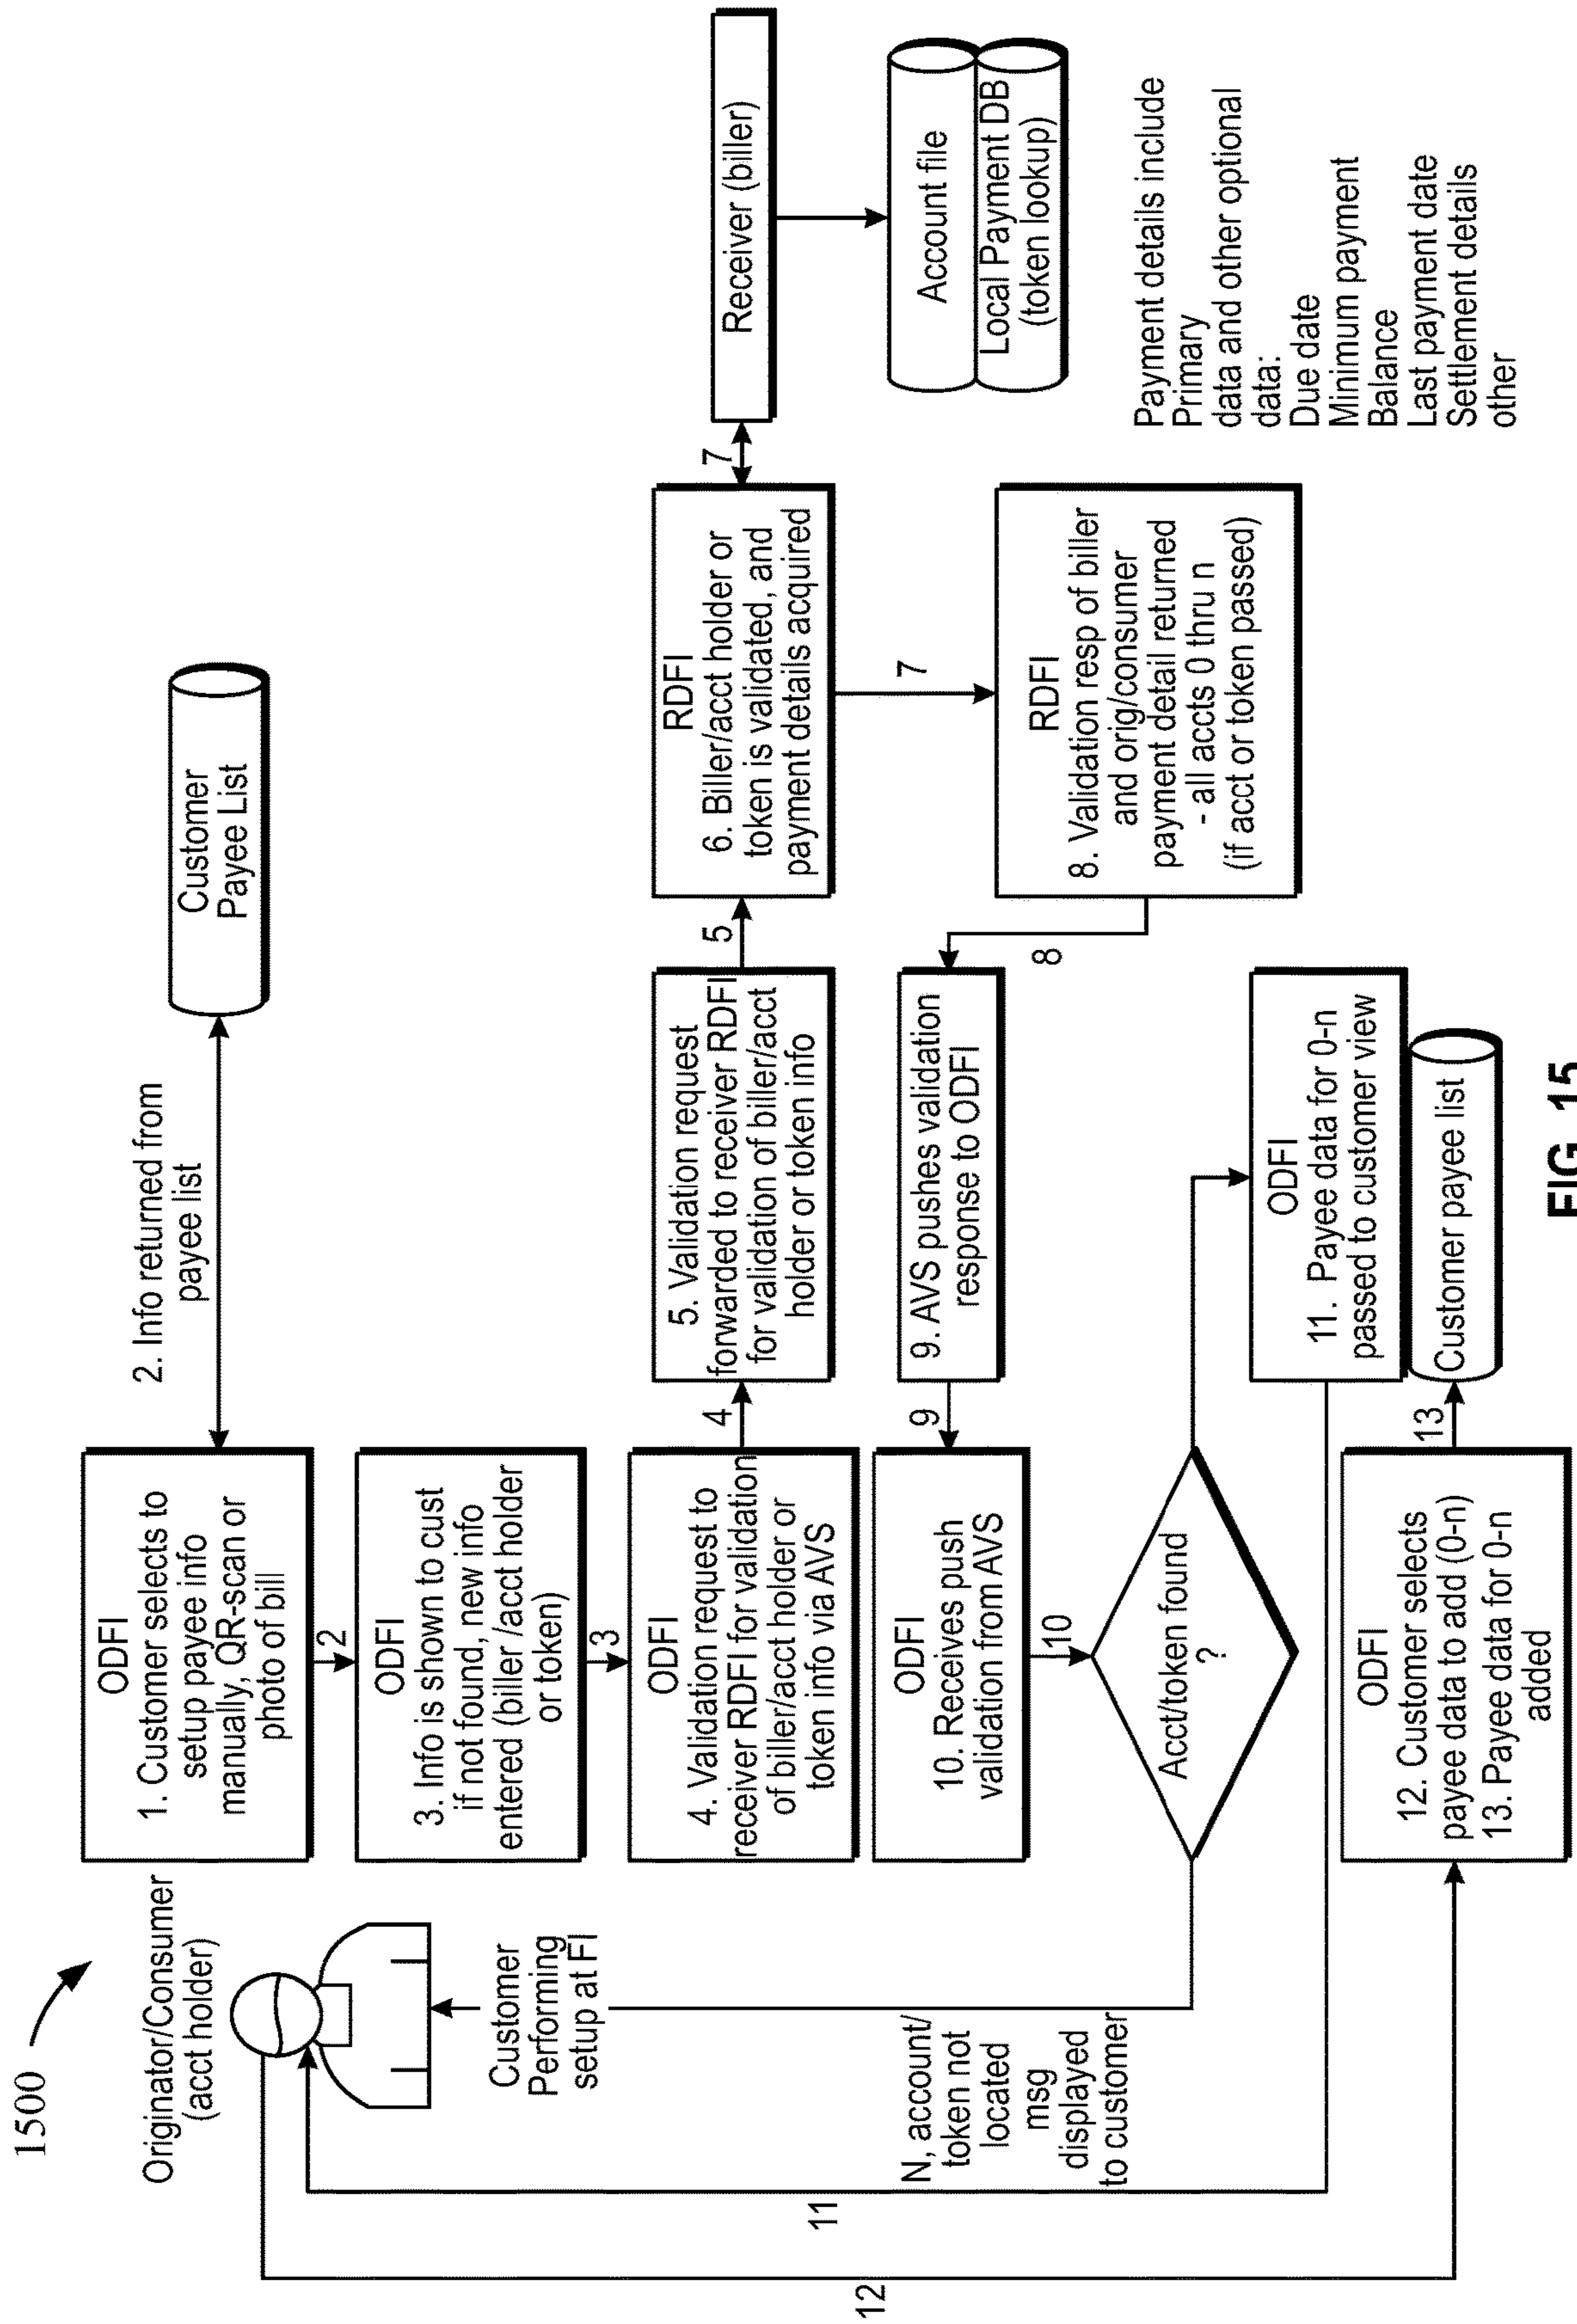 1500
Originator/Consumer
(acct holder)
Customer
Performing
setup at FI
ODFI
1. Customer selects to
setup payee info
manually, QR-scan or
photo of bill
2. Info returned from
payee list
Customer
Payee List
2
ODFI
3. Info is shown to cust
if not found, new info
entered (biller /acct holder
or token)
3
ODFI
4. Validation request to
receiver RDFI for validation
of biller/acct holder or
token info via AVS
4
5. Validation request
forwarded to receiver RDFI
for validation of biller/acct
holder or token info
5
RDFI
6. Biller/acct holder or
token is validated, and
payment details acquired
7
Receiver (biller)
Account file
Local Payment DB
(token lookup)
7
RDFI
8. Validation resp of biller
and orig/consumer
payment detail returned
- all accts 0 thru n
(if acct or token passed)
Payment details include
Primary
data and other optional
data:
Due date
Minimum payment
Balance
Last payment date
Settlement details
other
8
9. AVS pushes validation
response to ODFI
9
ODFI
10. Receives push
validation from AVS
10
Acct/token found
?
N, account/
token not
located
msg
displayed
to customer
ODFI
11. Payee data for 0-n
passed to customer view
Customer payee list
11
12
ODFI
12. Customer selects
payee data to add (0-n)
13. Payee data for 0-n
added
13
FIG. 15